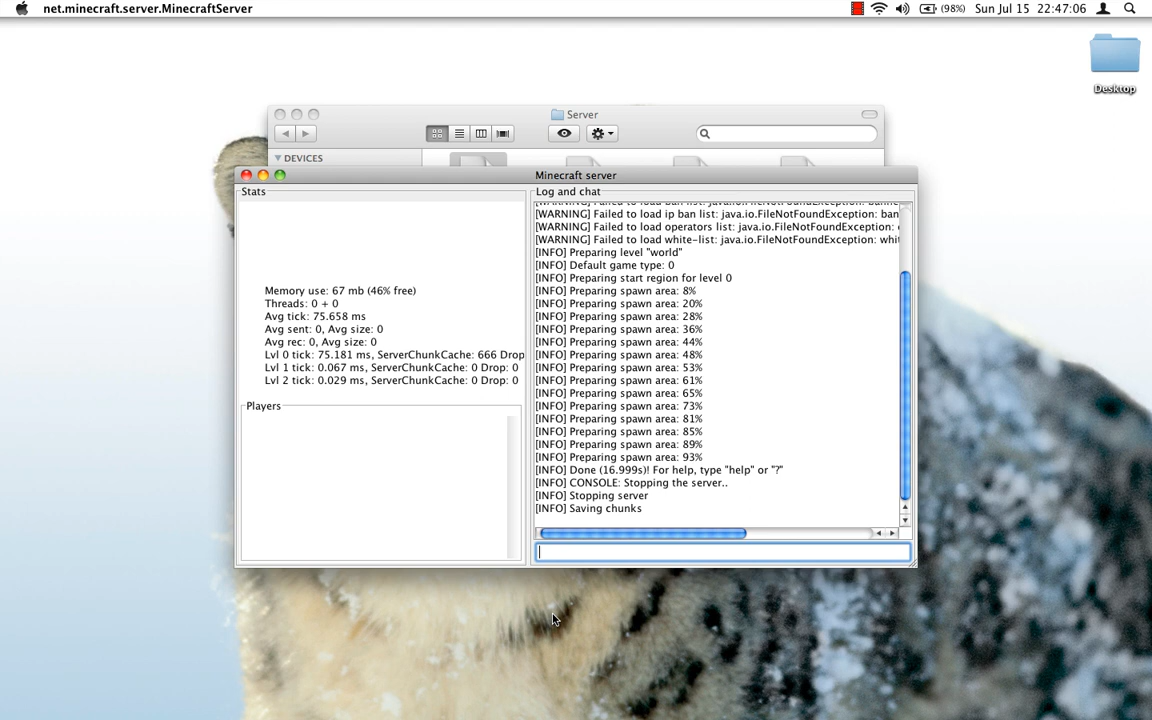 net.minecraft.server.MinecraftServer
(98%) Sun Jul 15 22:47:06
Desktop
Server
DEVICES
Minecraft server
Stats
Memory use: 67 mb (46% free)
Threads: 0 + 0
Avg tick: 75.658 ms
Avg sent: 0, Avg size: 0
Avg rec: 0, Avg size: 0
Lvl 0 tick: 75.181 ms, ServerChunkCache: 666 Drop
Lvl 1 tick: 0.067 ms, ServerChunkCache: 0 Drop: 0
Lvl 2 tick: 0.029 ms, ServerChunkCache: 0 Drop: 0
Players
Log and chat
[WARNING] Failed to load ban list: java.io.FileNotFoundException: banne
[WARNING] Failed to load ip ban list: java.io.FileNotFoundException: ban
[WARNING] Failed to load operators list: java.io.FileNotFoundException:
[WARNING] Failed to load white-list: java.io.FileNotFoundException: whit
[INFO] Preparing level "world"
[INFO] Default game type: 0
[INFO] Preparing start region for level 0
[INFO] Preparing spawn area: 8%
[INFO] Preparing spawn area: 20%
[INFO] Preparing spawn area: 28%
[INFO] Preparing spawn area: 36%
[INFO] Preparing spawn area: 44%
[INFO] Preparing spawn area: 48%
[INFO] Preparing spawn area: 53%
[INFO] Preparing spawn area: 61%
[INFO] Preparing spawn area: 65%
[INFO] Preparing spawn area: 73%
[INFO] Preparing spawn area: 81%
[INFO] Preparing spawn area: 85%
[INFO] Preparing spawn area: 89%
[INFO] Preparing spawn area: 93%
[INFO] Done (16.999s)! For help, type "help" or "?"
[INFO] CONSOLE: Stopping the server..
[INFO] Stopping server
[INFO] Saving chunks